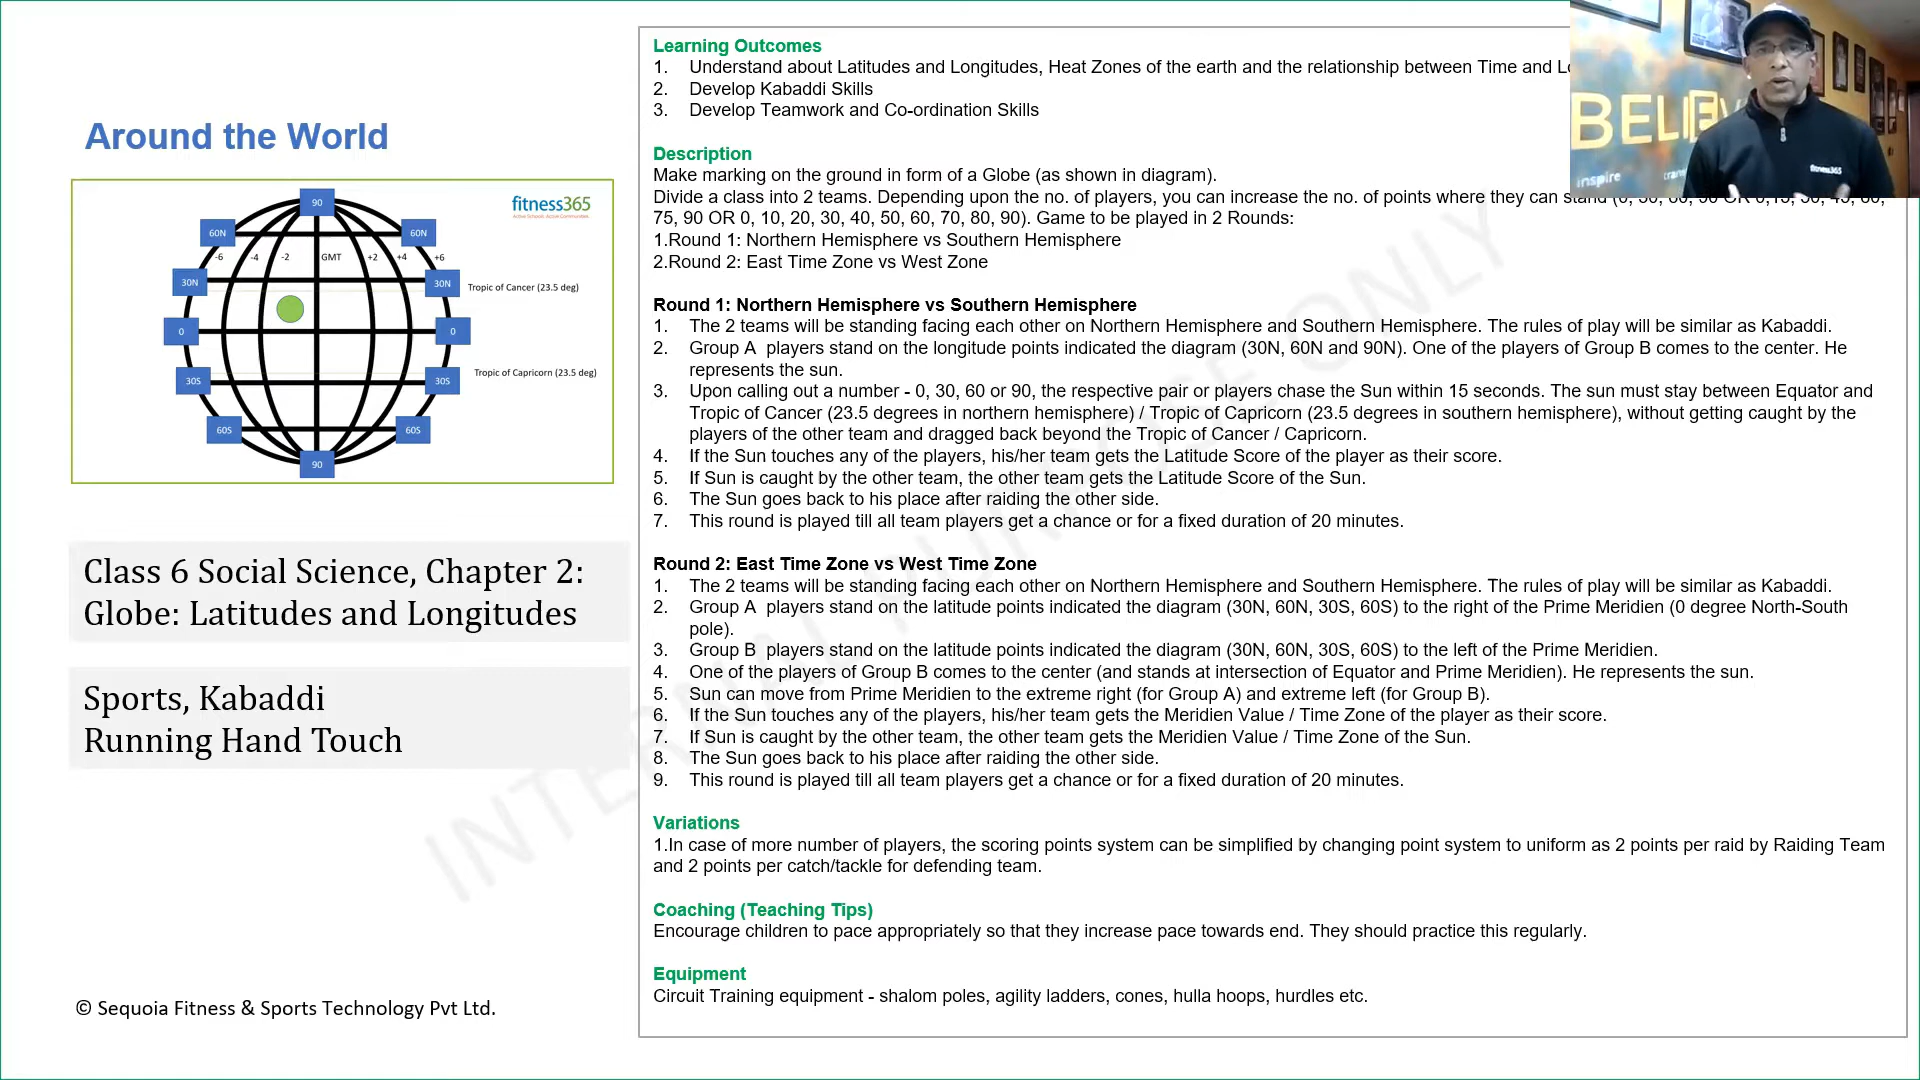 Around the World
fitness365
Active Schools, Active Communities
90
60N
60N
-6 -4 -2 GMT +2 +4 +6
30N
30N
Tropic of Cancer (23.5 deg)
0
0
Tropic of Capricorn (23.5 deg)
30S
30S
60S
60S
90
Class 6 Social Science, Chapter 2:
Globe: Latitudes and Longitudes
Sports, Kabaddi
Running Hand Touch
© Sequoia Fitness & Sports Technology Pvt Ltd.
Learning Outcomes
1. Understand about Latitudes and Longitudes, Heat Zones of the earth and the relationship between Time and
2. Develop Kabaddi Skills
3. Develop Teamwork and Co-ordination Skills
Description
Make marking on the ground in form of a Globe (as shown in diagram).
Divide a class into 2 teams. Depending upon the no. of players, you can increase the no. of points where they can stand (0, 30, 60, 90 OR 0,15, 30, 45, 60,
75, 90 OR 0, 10, 20, 30, 40, 50, 60, 70, 80, 90). Game to be played in 2 Rounds:
1.Round 1: Northern Hemisphere vs Southern Hemisphere
2.Round 2: East Time Zone vs West Zone
Round 1: Northern Hemisphere vs Southern Hemisphere
1. The 2 teams will be standing facing each other on Northern Hemisphere and Southern Hemisphere. The rules of play will be similar as Kabaddi.
2. Group A players stand on the longitude points indicated the diagram (30N, 60N and 90N). One of the players of Group B comes to the center. He
represents the sun.
3. Upon calling out a number - 0, 30, 60 or 90, the respective pair or players chase the Sun within 15 seconds. The sun must stay between Equator and
Tropic of Cancer (23.5 degrees in northern hemisphere) / Tropic of Capricorn (23.5 degrees in southern hemisphere), without getting caught by the
players of the other team and dragged back beyond the Tropic of Cancer / Capricorn.
4. If the Sun touches any of the players, his/her team gets the Latitude Score of the player as their score.
5. If Sun is caught by the other team, the other team gets the Latitude Score of the Sun.
6. The Sun goes back to his place after raiding the other side.
7. This round is played till all team players get a chance or for a fixed duration of 20 minutes.
Round 2: East Time Zone vs West Time Zone
1. The 2 teams will be standing facing each other on Northern Hemisphere and Southern Hemisphere. The rules of play will be similar as Kabaddi.
2. Group A players stand on the latitude points indicated the diagram (30N, 60N, 30S, 60S) to the right of the Prime Meridien (0 degree North-South
pole).
3. Group B players stand on the latitude points indicated the diagram (30N, 60N, 30S, 60S) to the left of the Prime Meridien.
4. One of the players of Group B comes to the center (and stands at intersection of Equator and Prime Meridien). He represents the sun.
5. Sun can move from Prime Meridien to the extreme right (for Group A) and extreme left (for Group B).
6. If the Sun touches any of the players, his/her team gets the Meridien Value / Time Zone of the player as their score.
7. If Sun is caught by the other team, the other team gets the Meridien Value / Time Zone of the Sun.
8. The Sun goes back to his place after raiding the other side.
9. This round is played till all team players get a chance or for a fixed duration of 20 minutes.
Variations
1.In case of more number of players, the scoring points system can be simplified by changing point system to uniform as 2 points per raid by Raiding Team
and 2 points per catch/tackle for defending team.
Coaching (Teaching Tips)
Encourage children to pace appropriately so that they increase pace towards end. They should practice this regularly.
Equipment
Circuit Training equipment - shalom poles, agility ladders, cones, hulla hoops, hurdles etc.
INTERNAL PURPOSE ONLY
inspire
fitness365